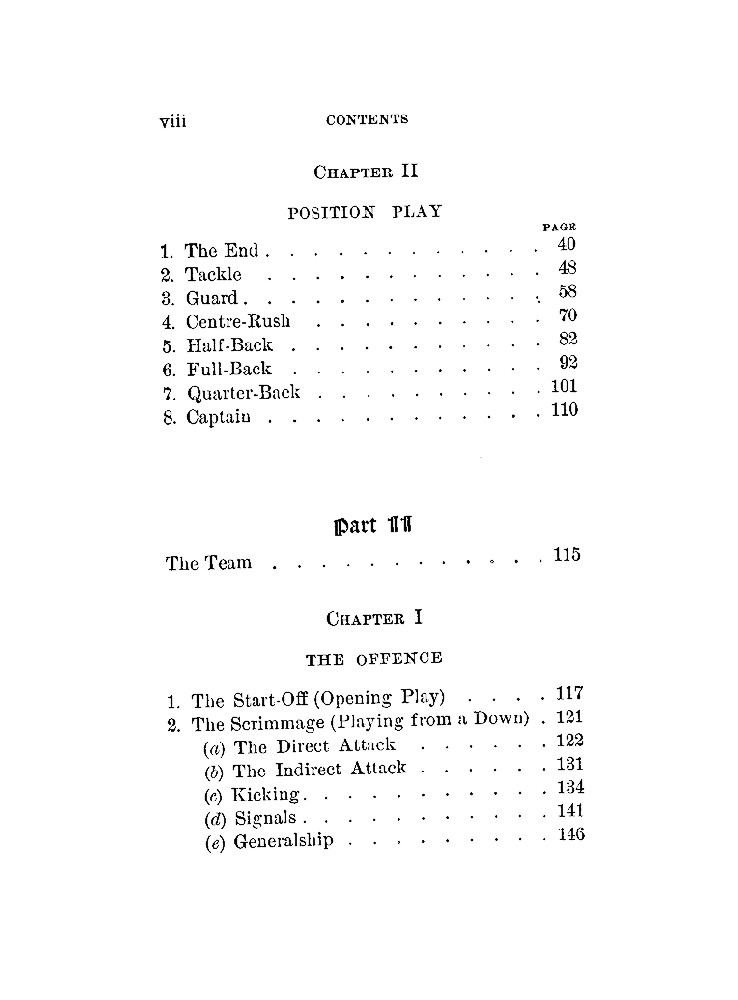 viii CONTENTS
CHAPTER II
POSITION PLAY
PAGE
1. The End . . . . . . . . . . . . 40
2. Tackle . . . . . . . . . . . . 48
3. Guard . . . . . . . . . . . . . 58
4. Centre-Rush . . . . . . . . . . 70
5. Half-Back . . . . . . . . . . . 82
6. Full-Back . . . . . . . . . . . 92
7. Quarter-Back . . . . . . . . . . 101
8. Captain . . . . . . . . . . . . 110
Part II
The Team . . . . . . . . . . . . 115
CHAPTER I
THE OFFENCE
1. The Start-Off (Opening Play) . . . . 117
2. The Scrimmage (Playing from a Down) . 121
(a) The Direct Attack . . . . . . 122
(b) The Indirect Attack . . . . . . 131
(c) Kicking . . . . . . . . . . . 134
(d) Signals . . . . . . . . . . . 141
(e) Generalship . . . . . . . . . 146